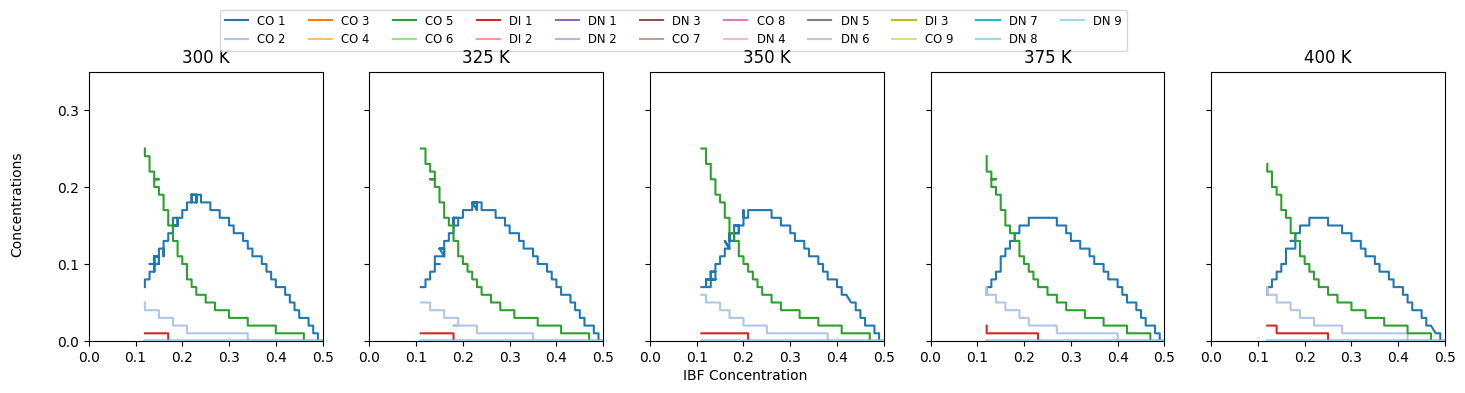 CO 1 CO 3 CO 5 DI 1 DN 1 DN 3 CO 8 DN 5 DI 3 DN 7 DN 9
CO 2 CO 4 CO 6 DI 2 DN 2 CO 7 DN 4 DN 6 CO 9 DN 8
300 K 325 K 350 K 375 K 400 K
Concentrations
0.3
0.2
0.1
0.0
0.0 0.1 0.2 0.3 0.4 0.5 0.0 0.1 0.2 0.3 0.4 0.5 0.0 0.1 0.2 0.3 0.4 0.5 0.0 0.1 0.2 0.3 0.4 0.5 0.0 0.1 0.2 0.3 0.4 0.5
IBF Concentration